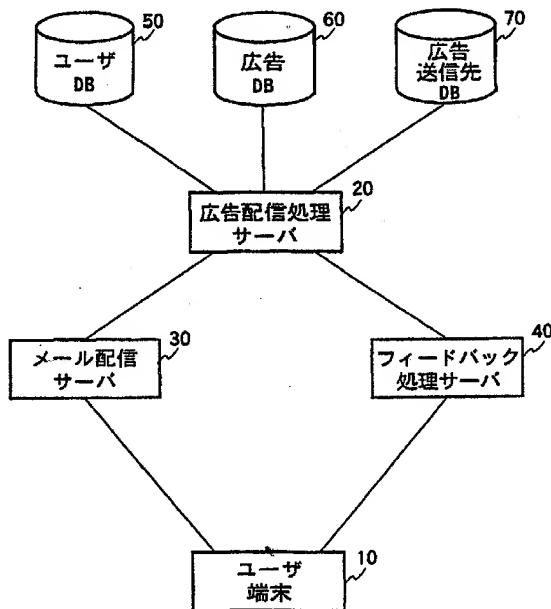 50
ユーザ
DB
60
広告
DB
70
広告
送信先
DB
20
広告配信処理
サーバ
30
メール配信
サーバ
40
フィードバック
処理サーバ
10
ユーザ
端末